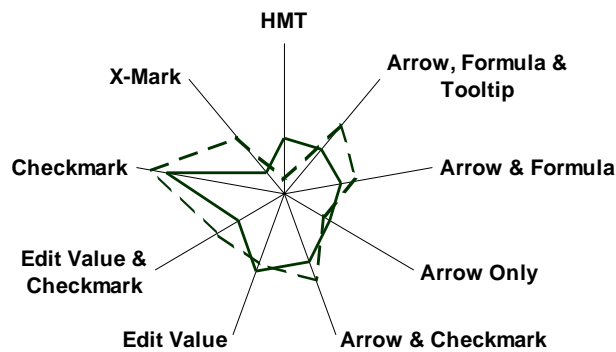 HMT
Arrow, Formula &
Tooltip
X-Mark
Checkmark
Arrow & Formula
Edit Value &
Checkmark
Arrow Only
Edit Value
Arrow & Checkmark